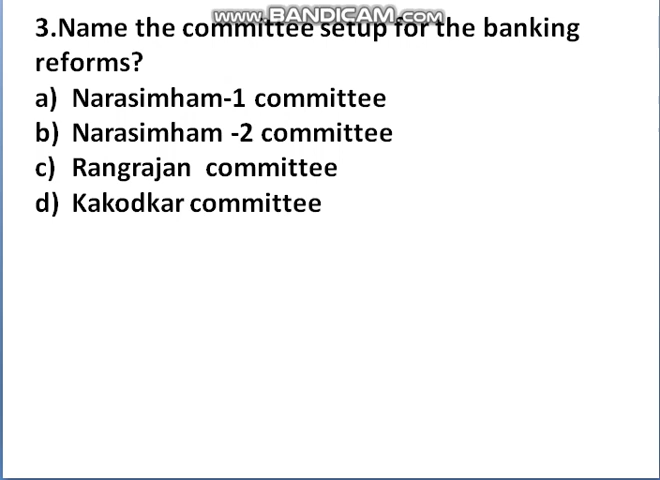 www.BANDICAM.com
3.Name the committee setup for the banking
reforms?
a) Narasimham-1 committee
b) Narasimham -2 committee
c) Rangrajan committee
d) Kakodkar committee